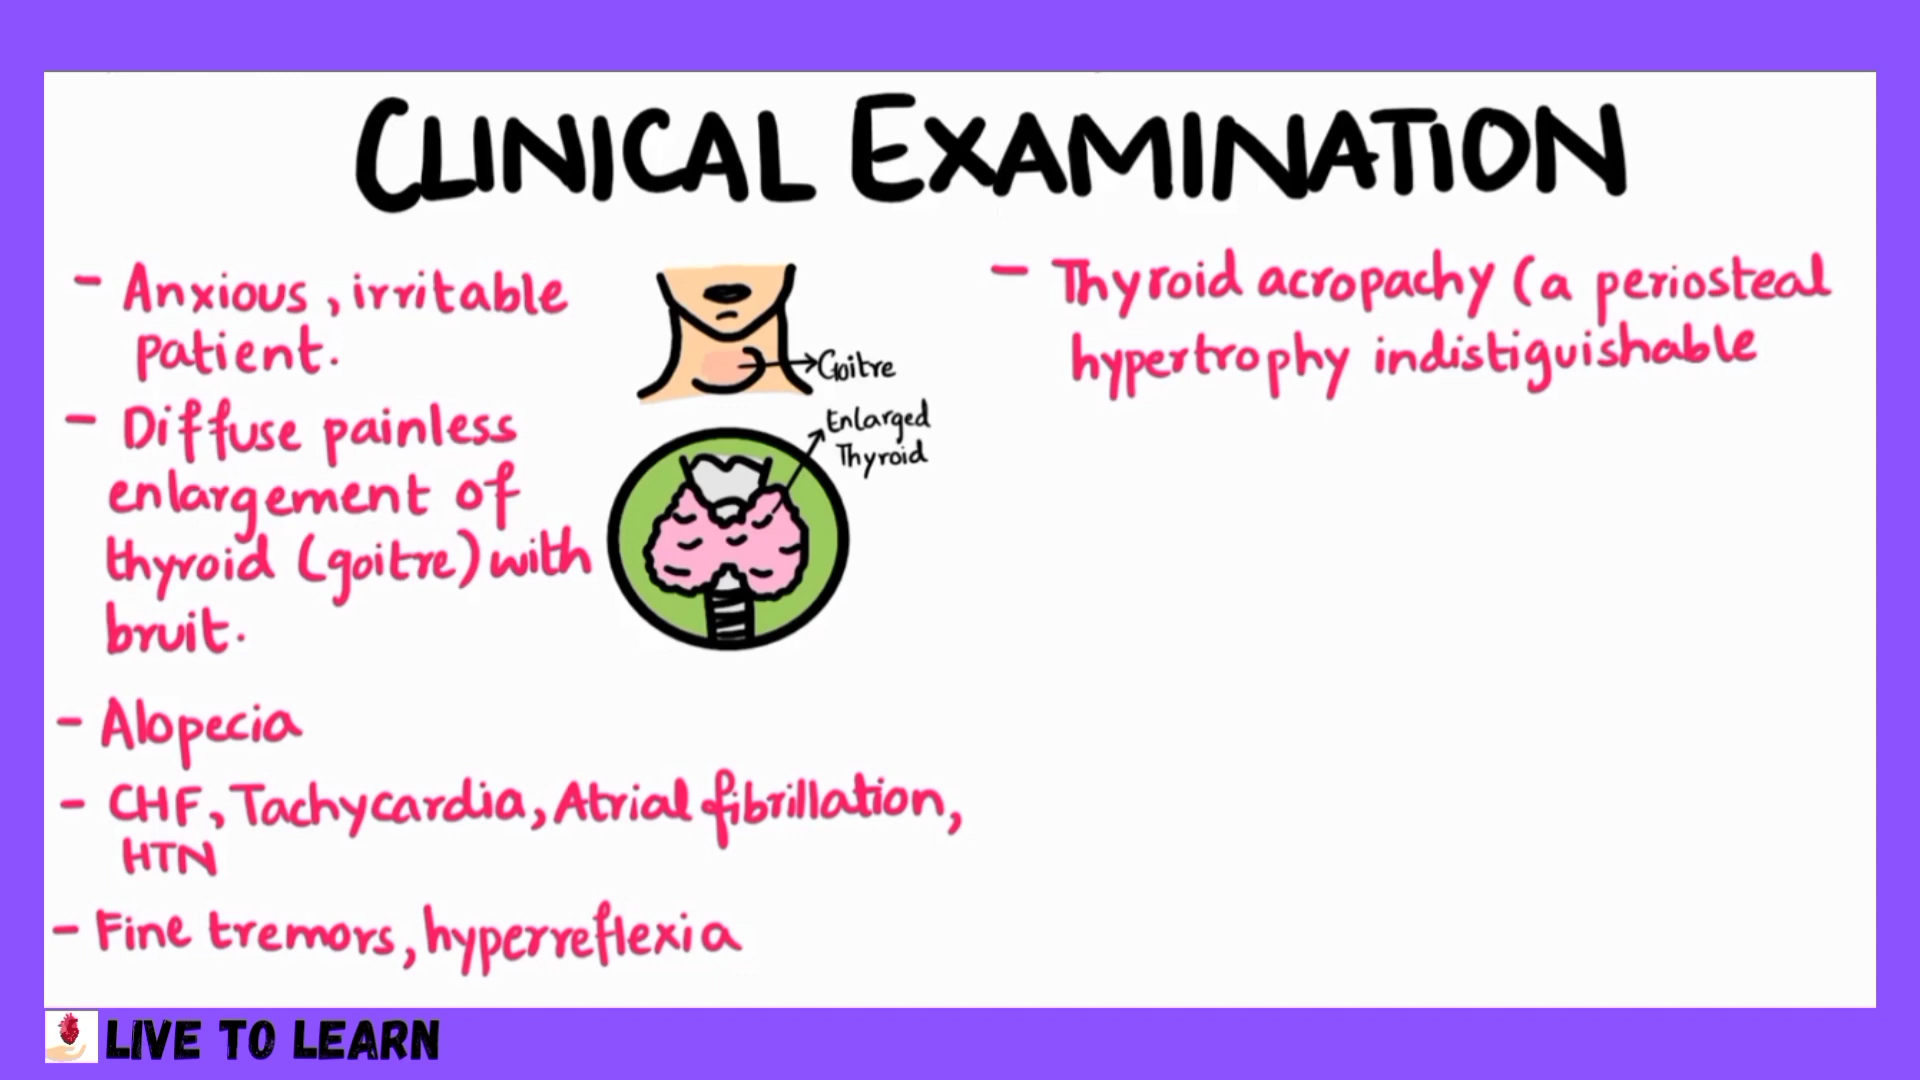 CLINICAL EXAMINATION
- Anxious, irritable
patient.
- Diffuse painless
enlargement of
thyroid (goitre) with
bruit.
- Alopecia
- CHF, Tachycardia, Atrial fibrillation,
HTN
- Fine tremors, hyperreflexia
Goitre
Enlarged
Thyroid
- Thyroid acropachy (a periosteal
hypertrophy indistiguishable
LIVE TO LEARN